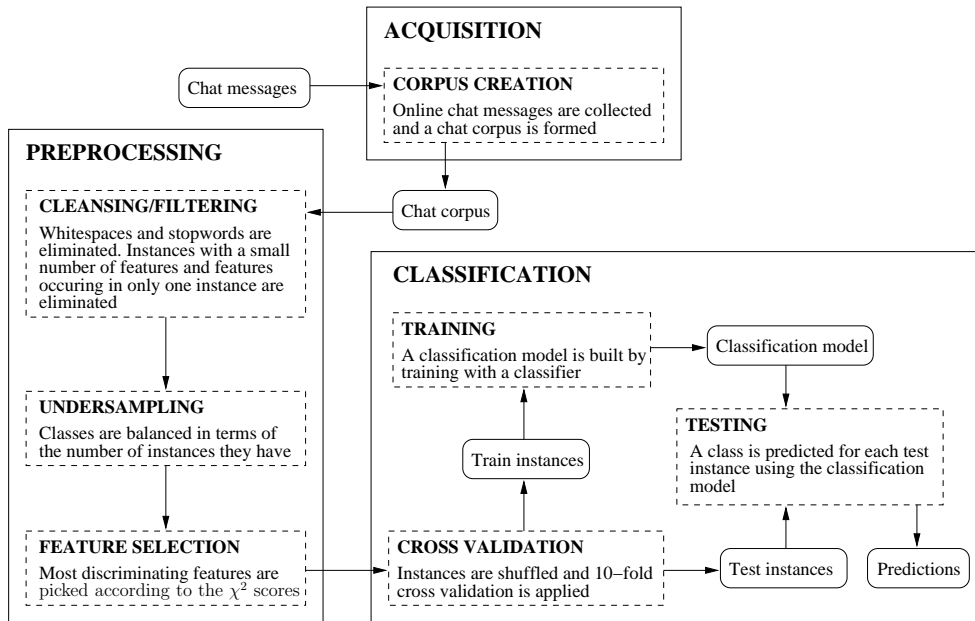 ACQUISITION
Chat messages
CORPUS CREATION
Online chat messages are collected
and a chat corpus is formed
Chat corpus
PREPROCESSING
CLEANSING/FILTERING
Whitespaces and stopwords are
eliminated. Instances with a small
number of features and features
occuring in only one instance are
eliminated
UNDERSAMPLING
Classes are balanced in terms of
the number of instances they have
FEATURE SELECTION
Most discriminating features are
picked according to the χ² scores
CLASSIFICATION
TRAINING
A classification model is built by
training with a classifier
Classification model
TESTING
A class is predicted for each test
instance using the classification
model
Train instances
CROSS VALIDATION
Instances are shuffled and 10−fold
cross validation is applied
Test instances
Predictions